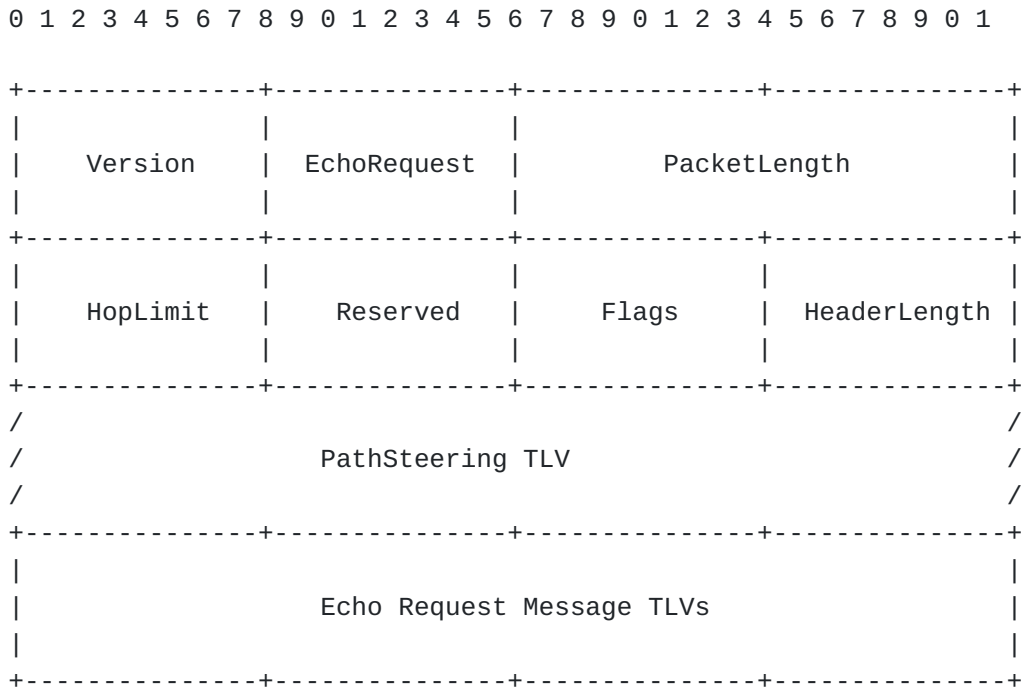 0 1 2 3 4 5 6 7 8 9 0 1 2 3 4 5 6 7 8 9 0 1 2 3 4 5 6 7 8 9 0 1
Version EchoRequest PacketLength
HopLimit Reserved Flags HeaderLength
PathSteering TLV
Echo Request Message TLVs